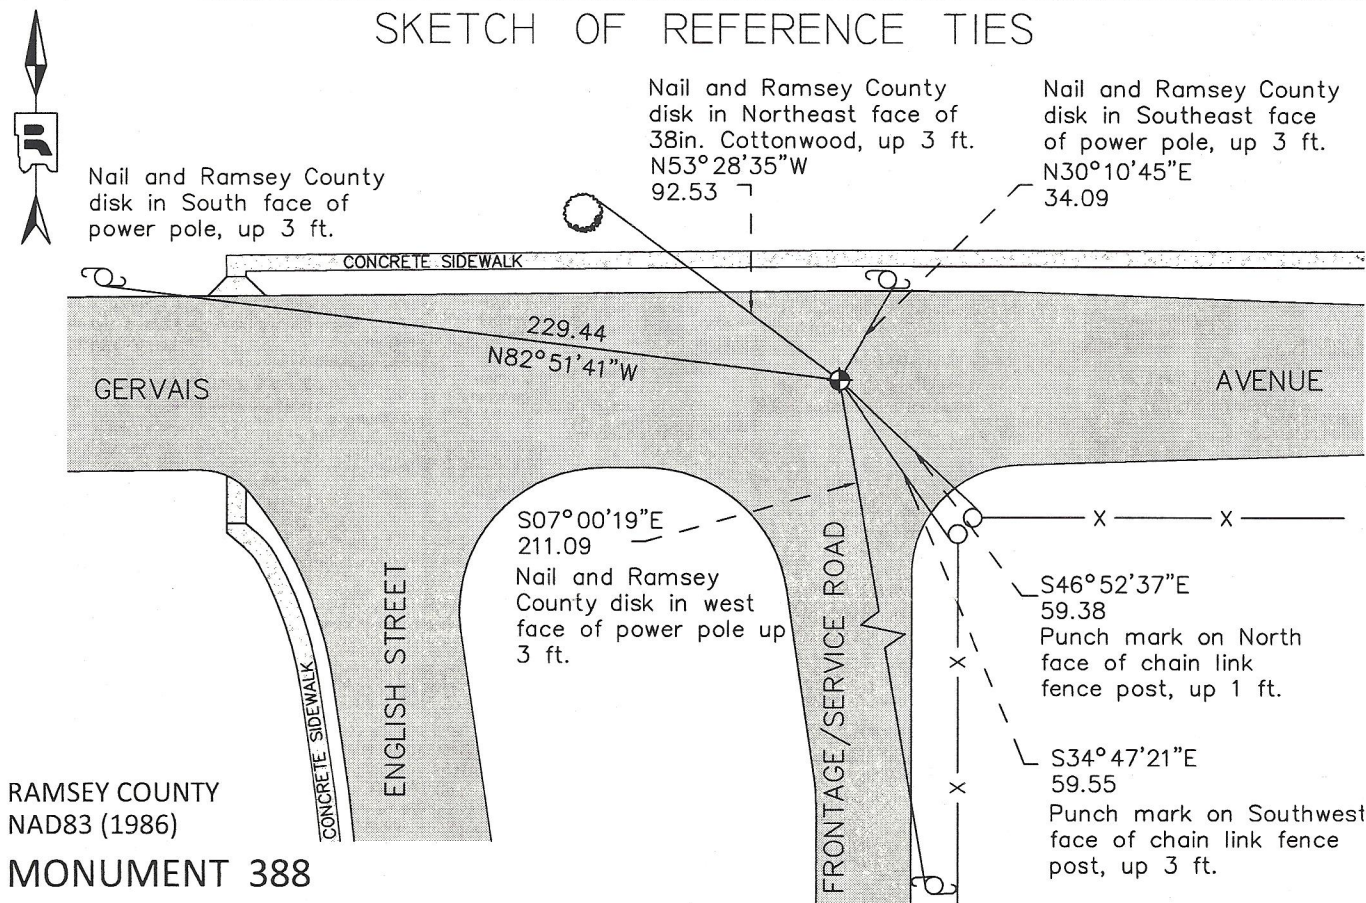 SKETCH OF REFERENCE TIES
Nail and Ramsey County
disk in Northeast face of
38in. Cottonwood, up 3 ft.
N53°28'35"W
92.53
Nail and Ramsey County
disk in Southeast face
of power pole, up 3 ft.
N30°10'45"E
34.09
R
Nail and Ramsey County
disk in South face of
power pole, up 3 ft.
CONCRETE SIDEWALK
229.44
N82°51'41"W
GERVAIS
AVENUE
S07°00'19"E
211.09
Nail and Ramsey
County disk in west
face of power pole up
3 ft.
X
X
X
X
S46°52'37"E
59.38
Punch mark on North
face of chain link
fence post, up 1 ft.
S34°47'21"E
59.55
Punch mark on Southwest
face of chain link fence
post, up 3 ft.
ENGLISH STREET
CONCRETE SIDEWALK
FRONTAGE/SERVICE ROAD
RAMSEY COUNTY
NAD83 (1986)
MONUMENT 388